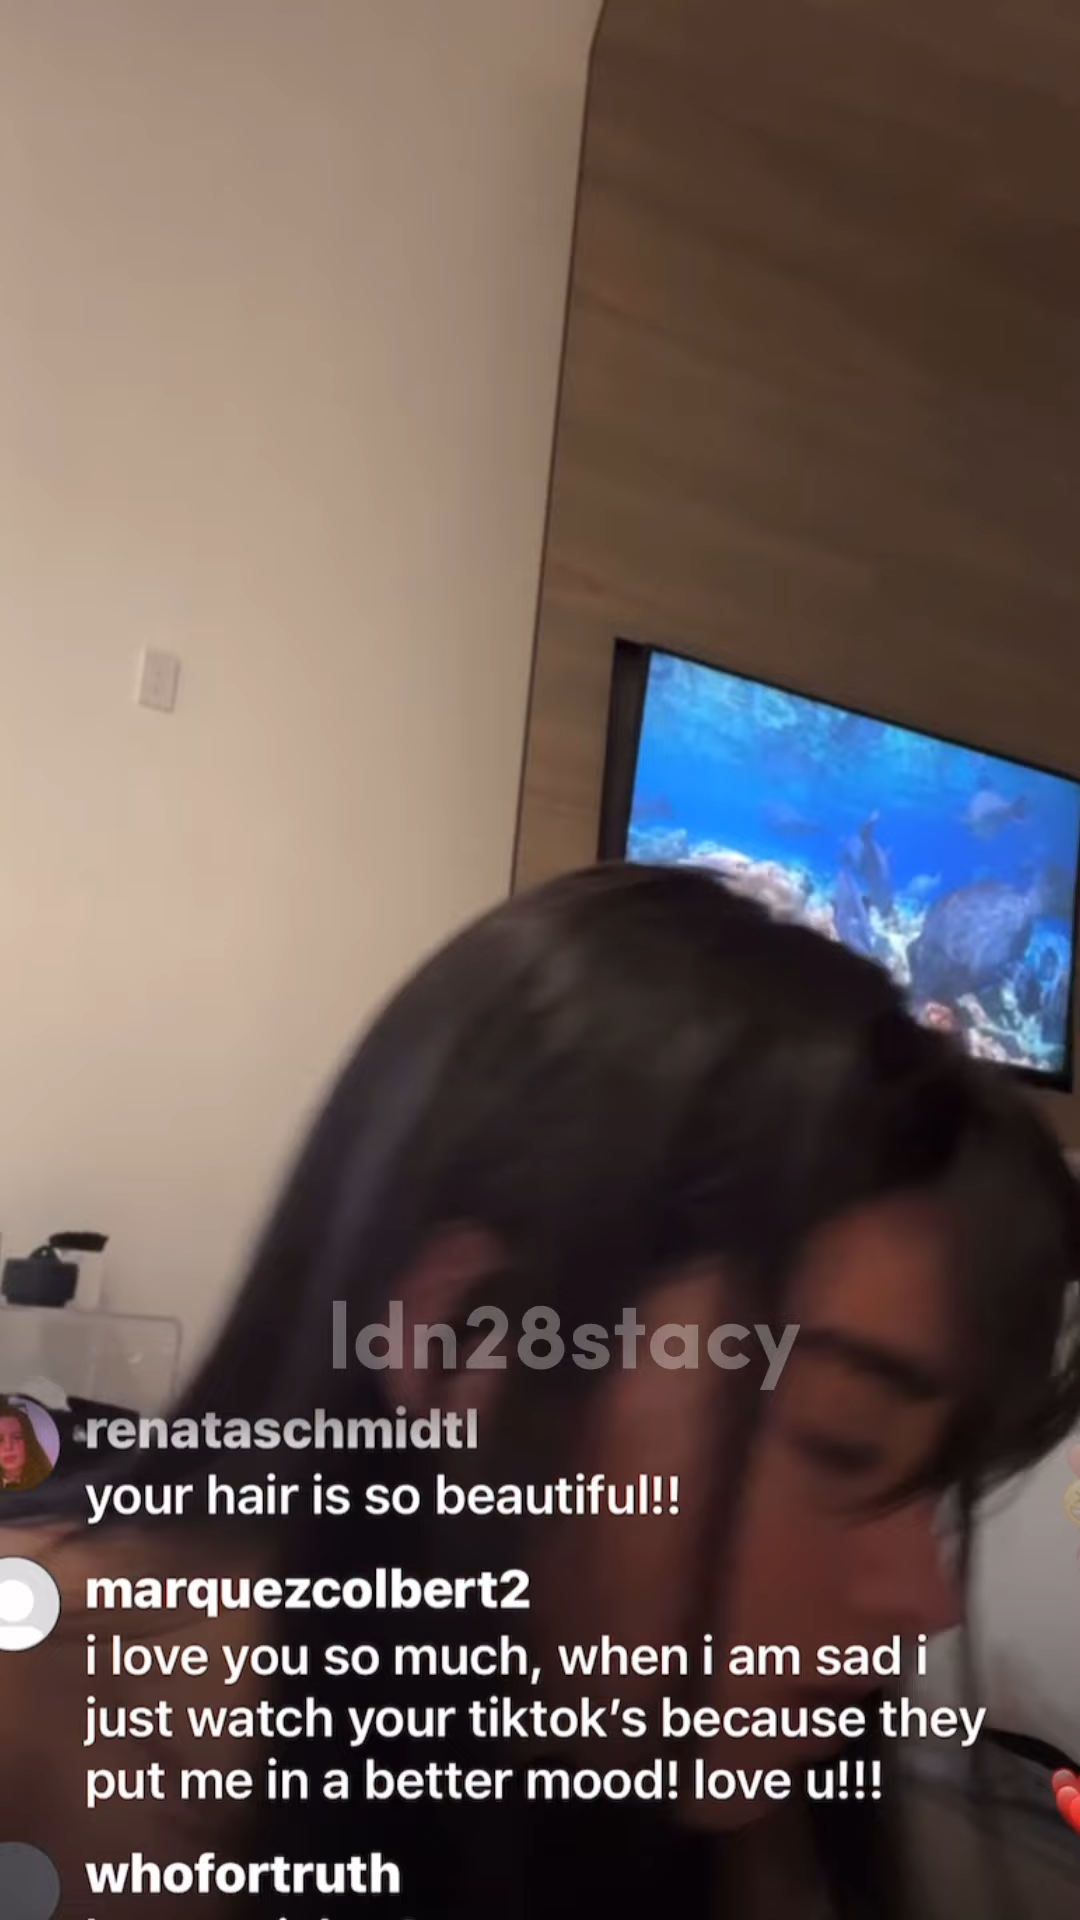 ldn28stacy
renataschmidtl
your hair is so beautiful!!
marquezcolbert2
i love you so much, when i am sad i
just watch your tiktok’s because they
put me in a better mood! love u!!!
whofortruth